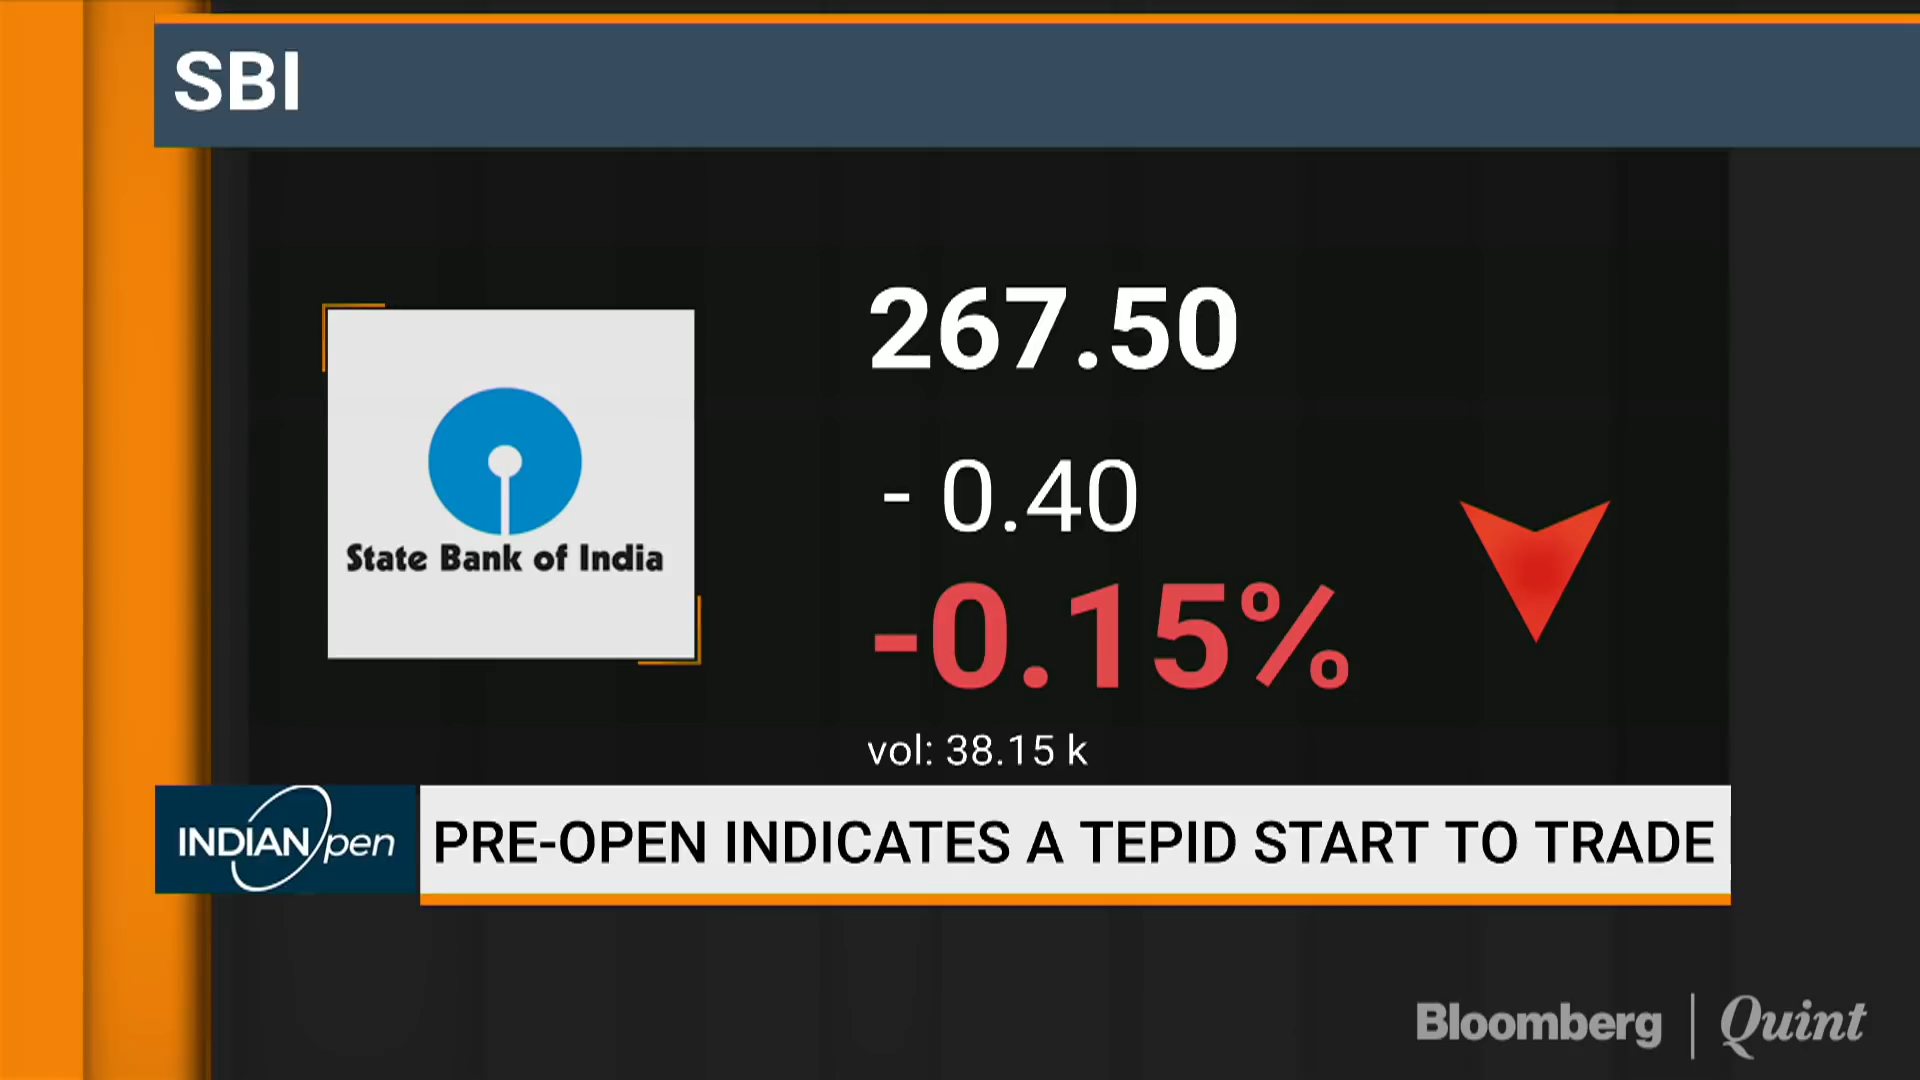 SBI
267.50
- 0.40
-0.15%
State Bank of India
vol: 38.15 k
INDIAN Open
PRE-OPEN INDICATES A TEPID START TO TRADE
Bloomberg | Quint